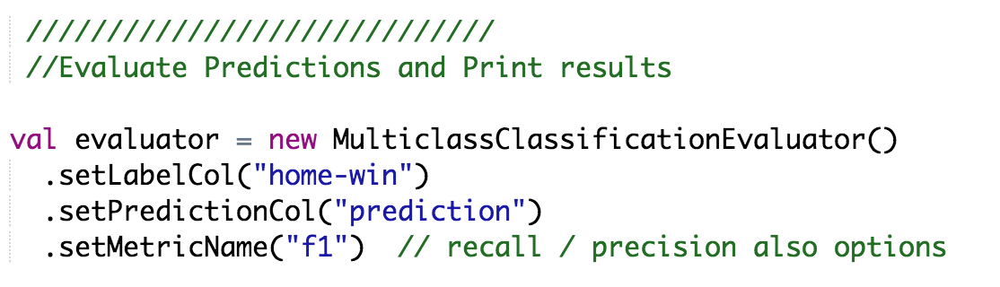 /////////////////////////////
//Evaluate Predictions and Print results
val evaluator = new MulticlassClassificationEvaluator()
.setLabelCol("home-win")
.setPredictionCol("prediction")
.setMetricName("f1")  // recall / precision also options